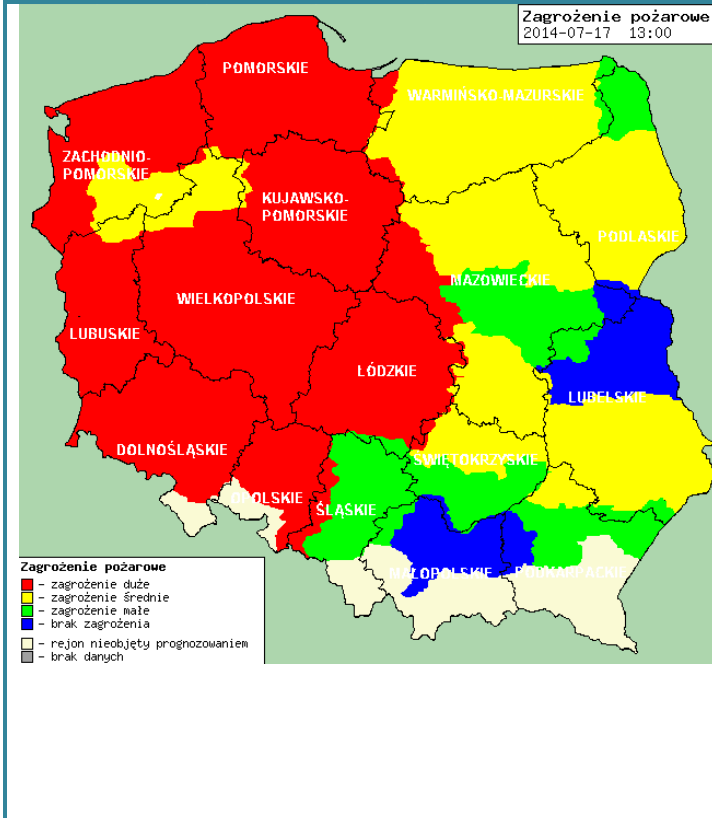 Zagrożenie pożarowe
2014-07-17 13:00
POMORSKIE
WARMIŃSKO-MAZURSKIE
ZACHODNIO-
POMORSKIE
KUJAWSKO-
POMORSKIE
PODLASKIE
MAZOWIECKIE
WIELKOPOLSKIE
LUBUSKIE
ŁÓDZKIE
LUBELSKIE
DOLNOŚLĄSKIE
ŚWIĘTOKRZYSKIE
OPOLSKIE
ŚLĄSKIE
MAŁOPOLSKIE
PODKARPACKIE
Zagrożenie pożarowe
- zagrożenie duże
- zagrożenie średnie
- zagrożenie małe
- brak zagrożenia
- rejon nieobjęty prognozowaniem
- brak danych